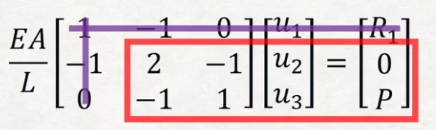 EA/L [1 −1 0; −1 2 −1; 0 −1 1] [u₁; u₂; u₃] = [R₁; 0; P]